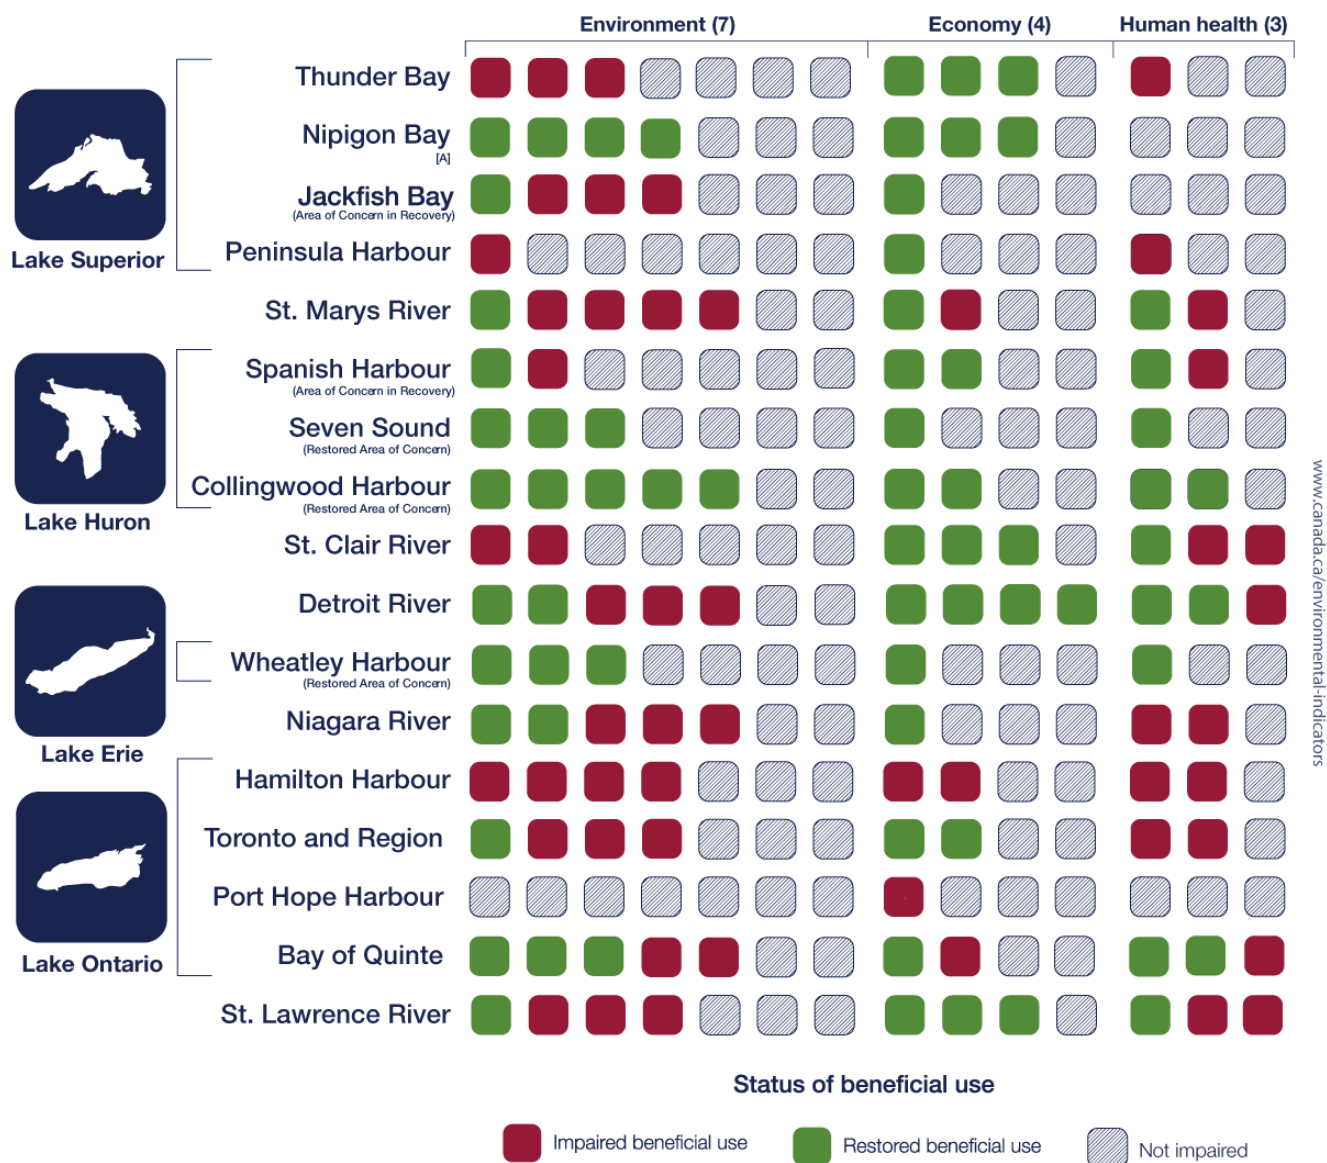 Environment (7)
Economy (4)
Human health (3)
Thunder Bay
Nipigon Bay
[A]
Jackfish Bay
(Area of Concern in Recovery)
Peninsula Harbour
Lake Superior
St. Marys River
Spanish Harbour
(Area of Concern in Recovery)
Seven Sound
(Restored Area of Concern)
Collingwood Harbour
(Restored Area of Concern)
Lake Huron
St. Clair River
Detroit River
Wheatley Harbour
(Restored Area of Concern)
Lake Erie
Niagara River
Hamilton Harbour
Toronto and Region
Port Hope Harbour
Bay of Quinte
Lake Ontario
St. Lawrence River
www.canada.ca/environmental-indicators
Status of beneficial use
Impaired beneficial use
Restored beneficial use
Not impaired